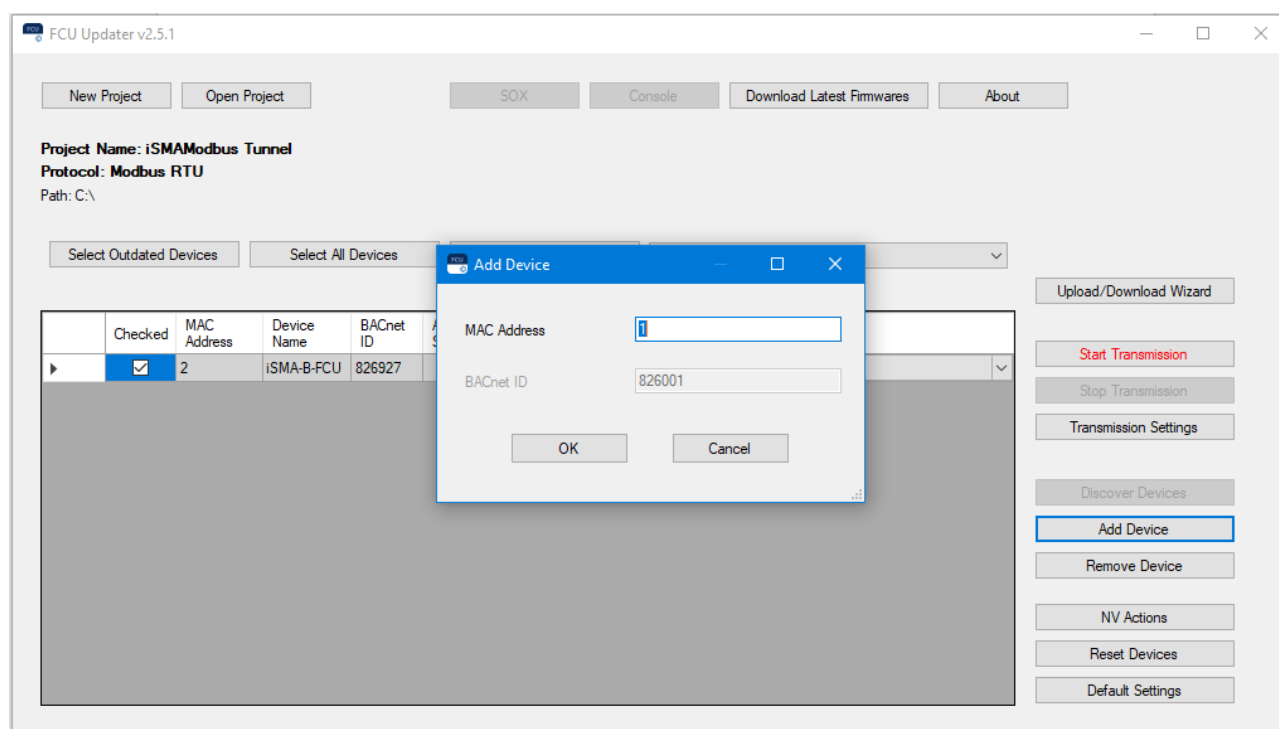 FCU Updater v2.5.1
New Project Open Project SOX Console Download Latest Firmwares About
Project Name: iSMAModbus Tunnel
Protocol: Modbus RTU
Path: C:\
Select Outdated Devices Select All Devices
Upload/Download Wizard
Checked MAC Address Device Name BACnet ID
2 iSMA-B-FCU 826927
FCU Add Device
MAC Address 1
BACnet ID 826001
OK Cancel
Start Transmission
Stop Transmission
Transmission Settings
Discover Devices
Add Device
Remove Device
NV Actions
Reset Devices
Default Settings